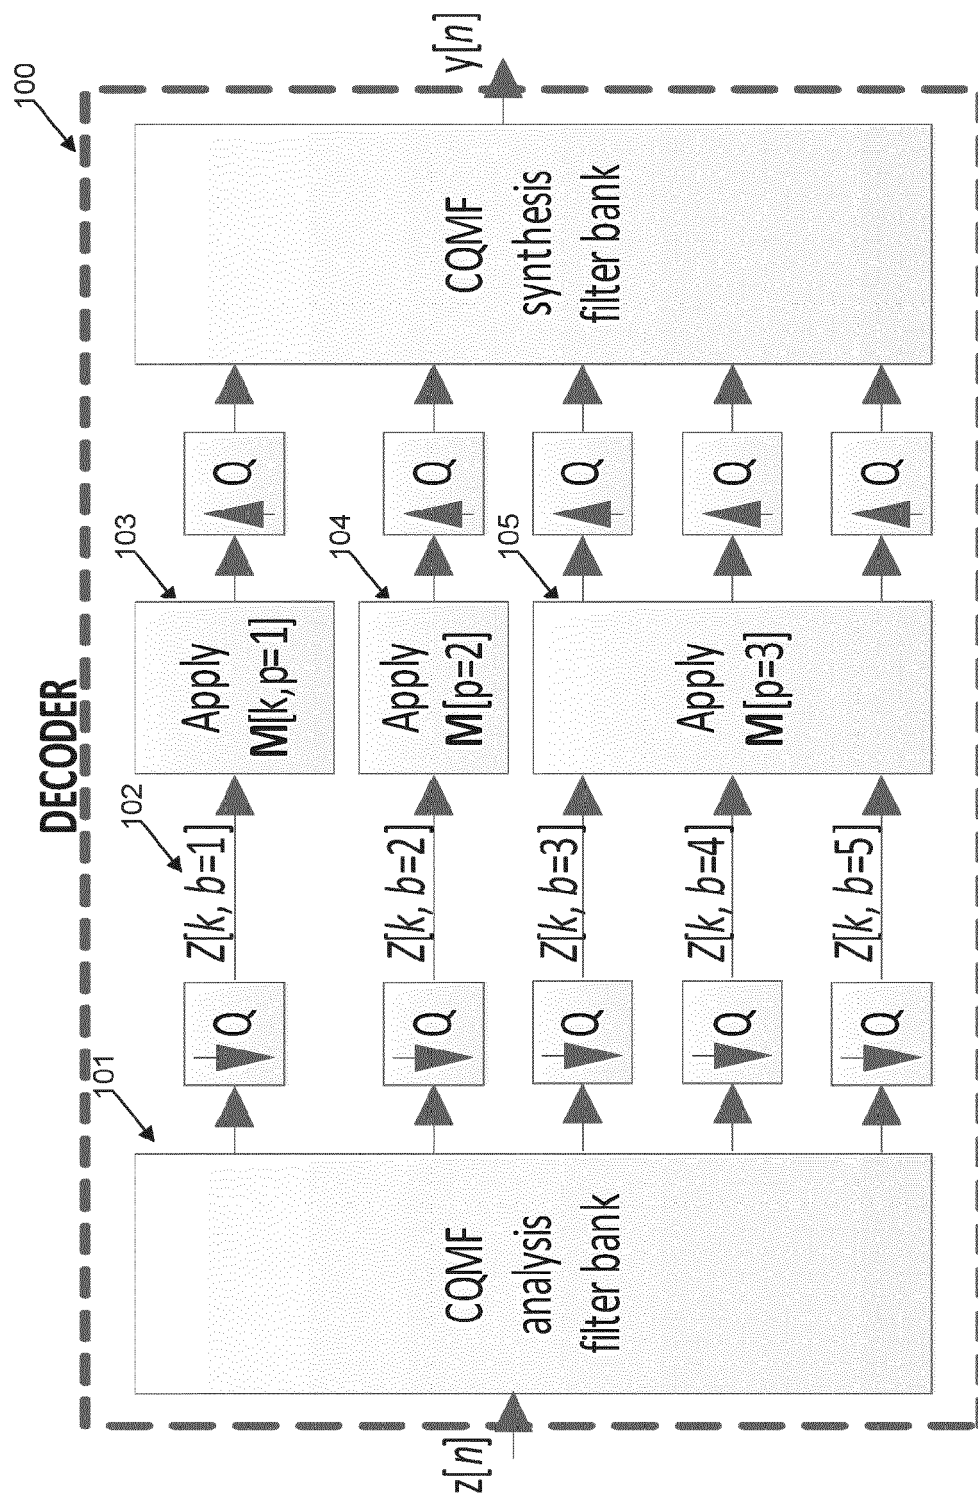 DECODER
100
z[n]
CQMF
analysis
filter bank
101
Q
Q
Q
Q
Q
Z[k, b=1]
102
Z[k, b=2]
Z[k, b=3]
Z[k, b=4]
Z[k, b=5]
Apply
M[k,p=1]
103
Apply
M[p=2]
104
Apply
M[p=3]
105
Q
Q
Q
Q
Q
CQMF
synthesis
filter bank
y[n]